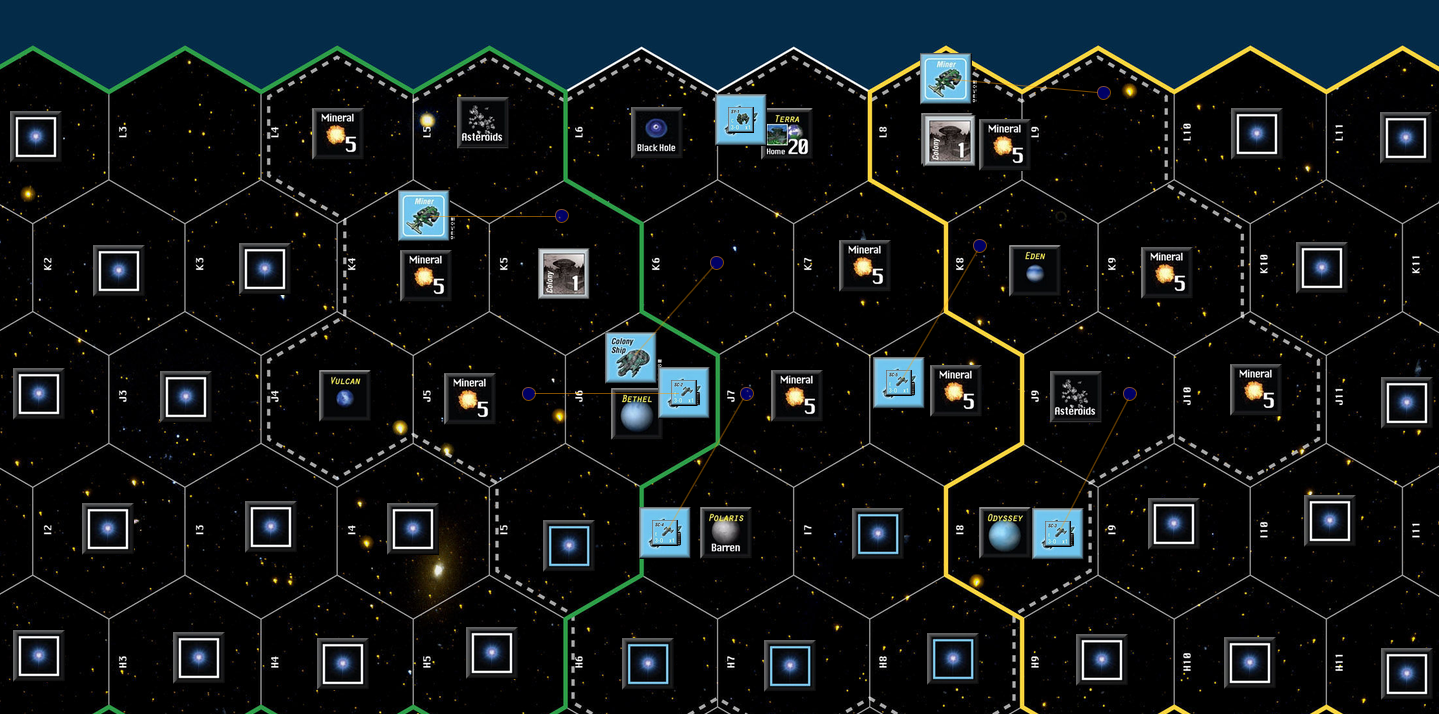 Miner
L3
L4
Mineral
5
L5
Asteroids
L6
Black Hole
TERRA
Home 20
L8
Colony
1
Mineral
5
L9
L10
L11
Miner
K2
K3
K4
Mineral
5
K5
Colony
1
K6
K7
Mineral
5
K8
EDEN
K9
Mineral
5
K10
K11
Colony
Ship
J3
J4
VULCAN
J5
Mineral
5
J6
BETHEL
J7
Mineral
5
Mineral
5
J9
Asteroids
J10
Mineral
5
J11
I2
I3
I4
I5
POLARIS
Barren
I7
I8
ODYSSEY
I9
I10
I11
H3
H4
H5
H6
H7
H8
H9
H10
H11